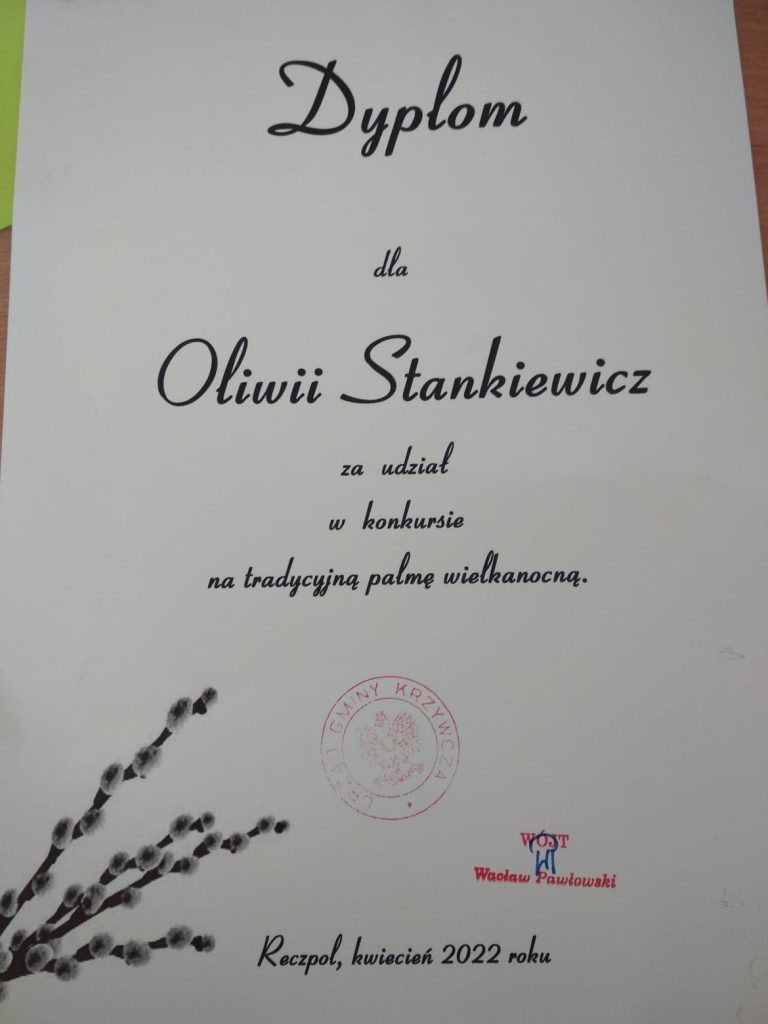 Dyplom
dla
Oliwii Stankiewicz
za udział
w konkursie
na tradycyjną palmę wielkanocną.
URZĄD GMINY KRZYWCZA
WÓJT
Wacław Pawłowski
Reczpol, kwiecień 2022 roku